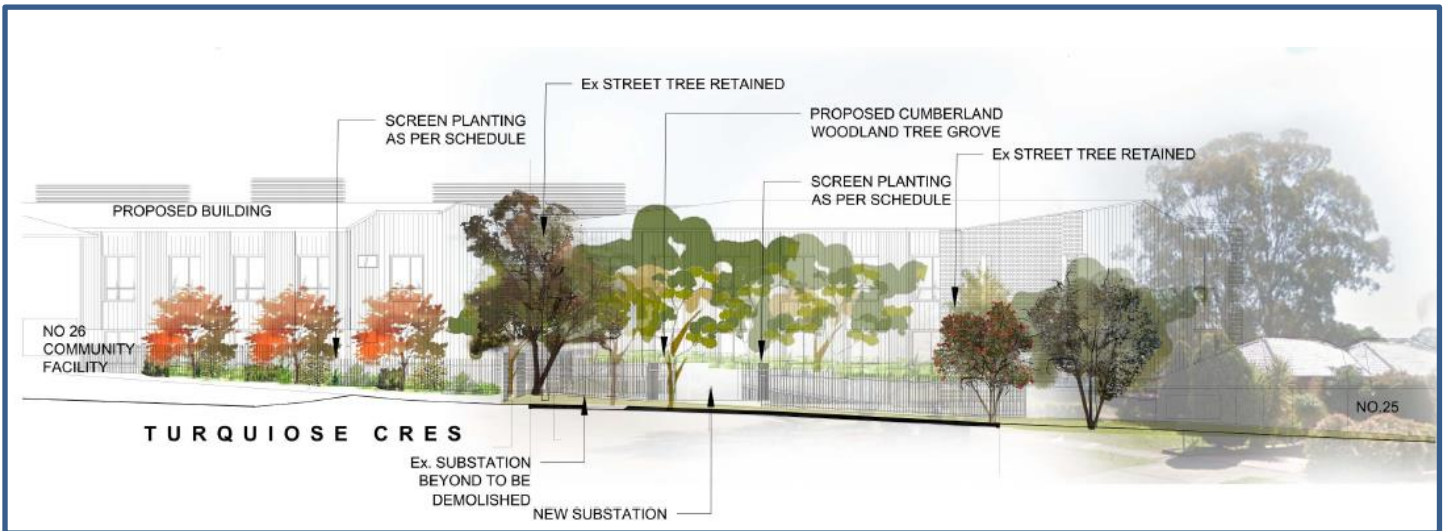 Ex STREET TREE RETAINED
SCREEN PLANTING
AS PER SCHEDULE
PROPOSED CUMBERLAND
WOODLAND TREE GROVE
Ex STREET TREE RETAINED
SCREEN PLANTING
AS PER SCHEDULE
PROPOSED BUILDING
NO 26
COMMUNITY
FACILITY
NO.25
TURQUIOSE CRES
Ex. SUBSTATION
BEYOND TO BE
DEMOLISHED
NEW SUBSTATION